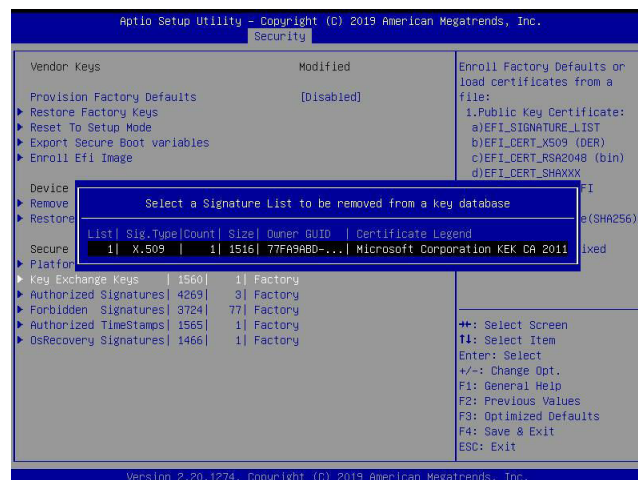 Aptio Setup Utility – Copyright (C) 2019 American Megatrends, Inc.
Security
Vendor Keys Modified
Provision Factory Defaults [Disabled]
▶ Restore Factory Keys
▶ Reset To Setup Mode
▶ Export Secure Boot variables
▶ Enroll Efi Image
Device
▶ Remove
▶ Restore
Secure
▶ Platfor
▶ Key Exchange Keys | 1560| 1| Factory
▶ Authorized Signatures| 4269| 3| Factory
▶ Forbidden Signatures| 3724| 77| Factory
▶ Authorized TimeStamps| 1565| 1| Factory
▶ OsRecovery Signatures| 1466| 1| Factory
Select a Signature List to be removed from a key database
List| Sig.Type|Count| Size| Owner GUID | Certificate Legend
1| X.509 | 1| 1516| 77FA9ABD-...| Microsoft Corporation KEK CA 2011
Enroll Factory Defaults or
load certificates from a
file:
1.Public Key Certificate:
a)EFI_SIGNATURE_LIST
b)EFI_CERT_X509 (DER)
c)EFI_CERT_RSA2048 (bin)
d)EFI_CERT_SHAXXX
FI
e(SHA256)
ixed
→←: Select Screen
↑↓: Select Item
Enter: Select
+/-: Change Opt.
F1: General Help
F2: Previous Values
F3: Optimized Defaults
F4: Save & Exit
ESC: Exit
Version 2.20.1274. Copyright (C) 2019 American Megatrends, Inc.